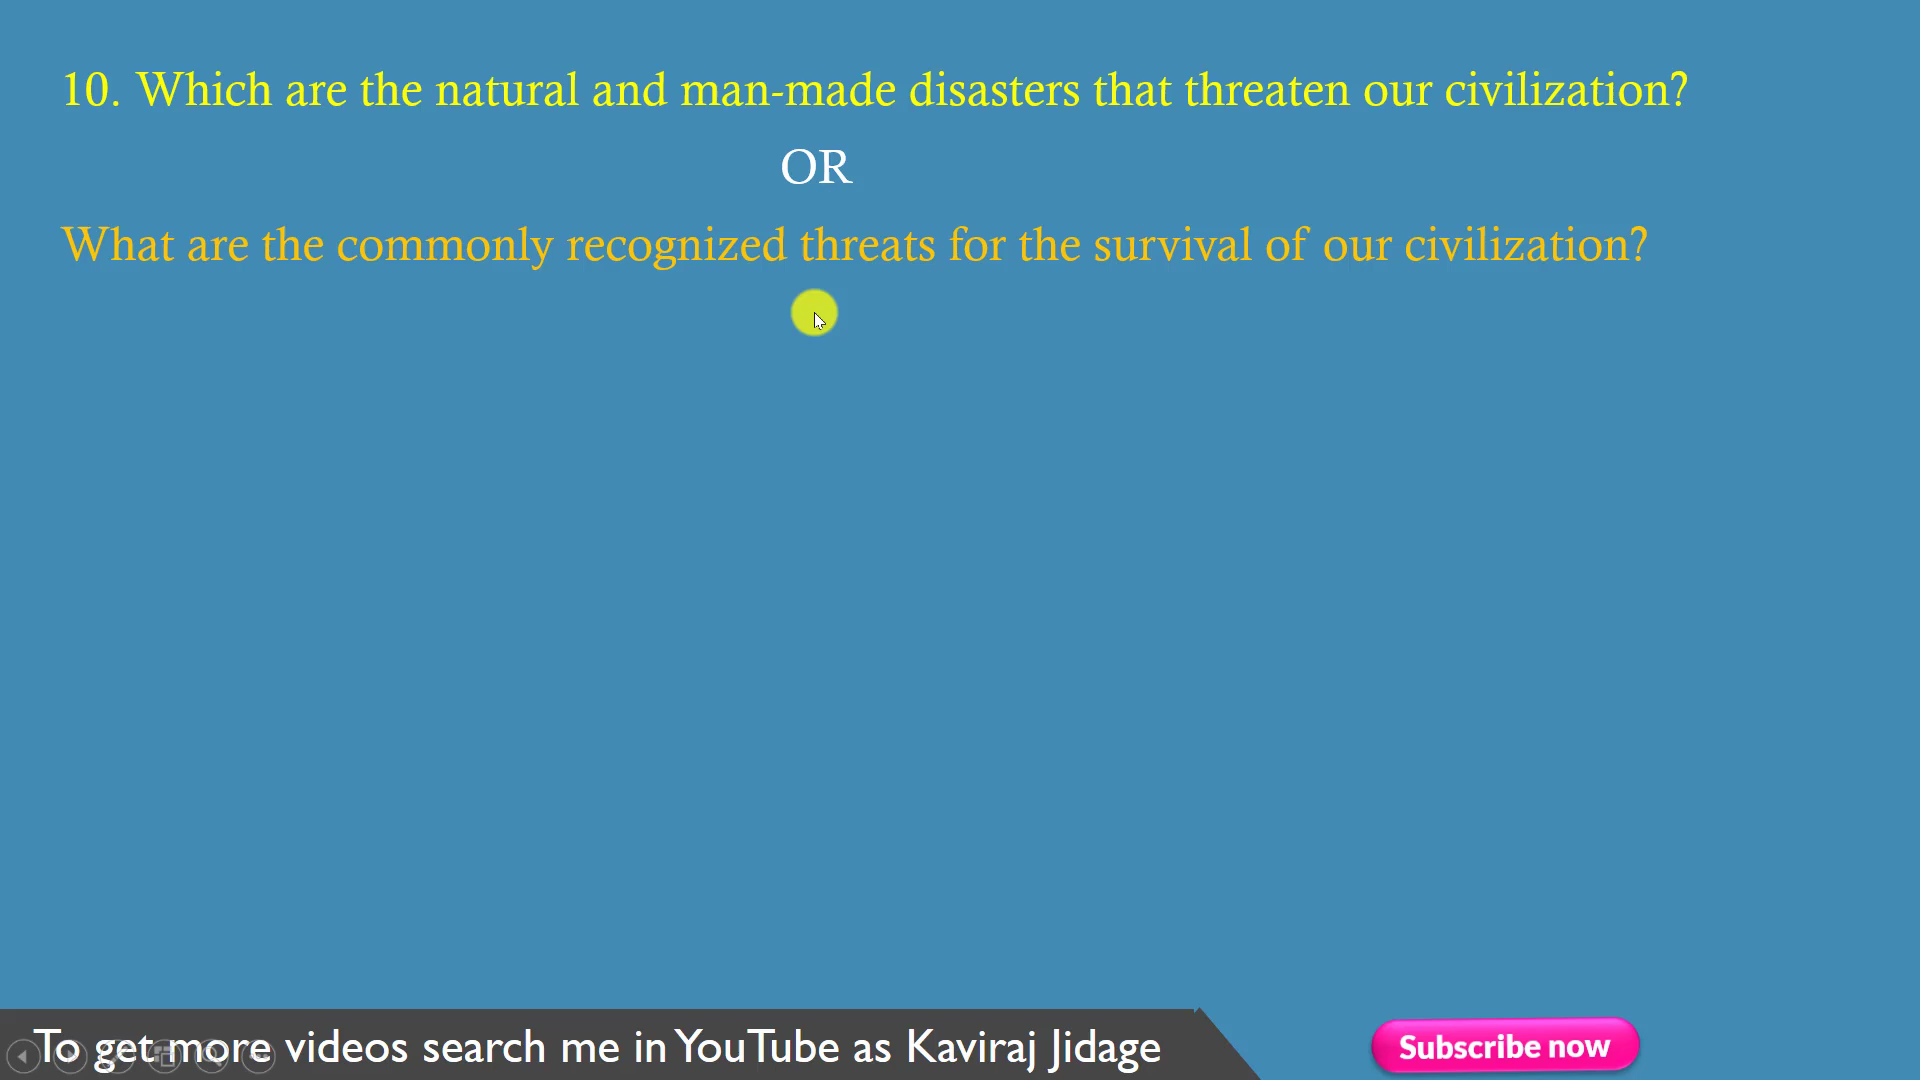 10. Which are the natural and man-made disasters that threaten our civilization?
OR
What are the commonly recognized threats for the survival of our civilization?
To get more videos search me in YouTube as Kaviraj Jidage
Subscribe now